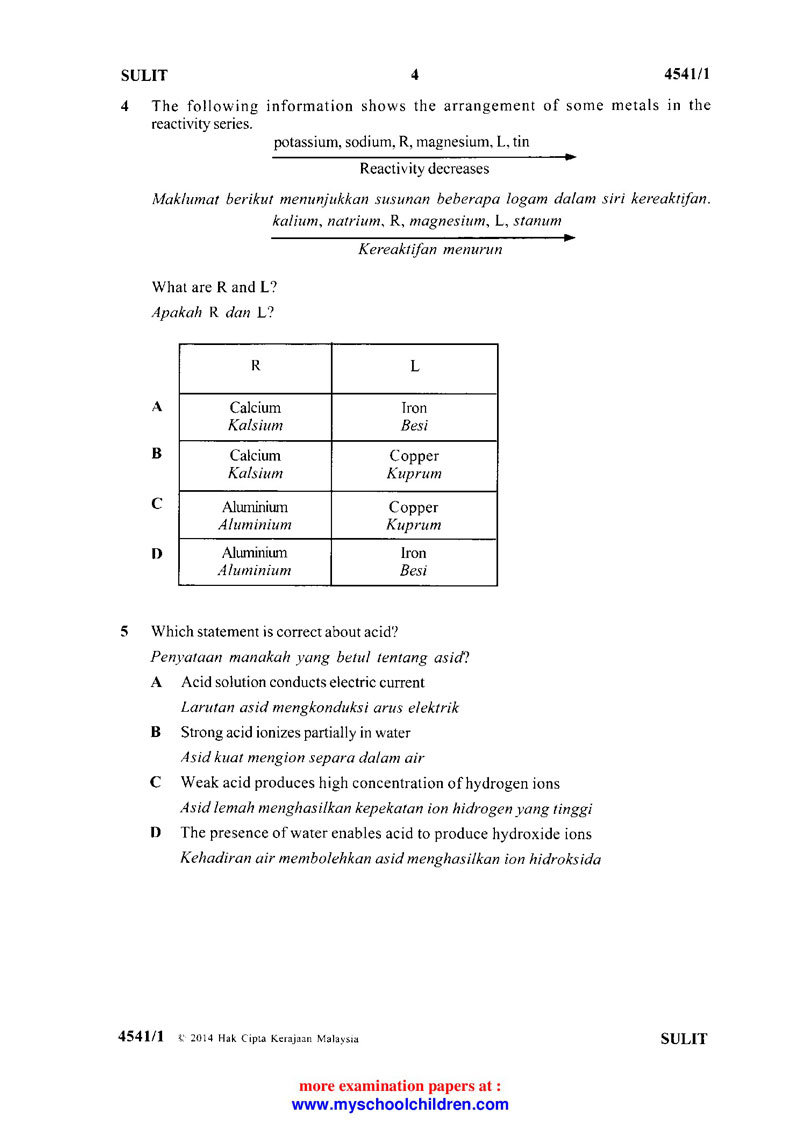 SULIT 4 4541/1
4 The following information shows the arrangement of some metals in the
reactivity series.
potassium, sodium, R, magnesium, L, tin
Reactivity decreases
Maklumat berikut menunjukkan susunan beberapa logam dalam siri kereaktifan.
kalium, natrium, R, magnesium, L, stanum
Kereaktifan menurun
What are R and L?
Apakah R dan L?
R L
A Calcium Iron
Kalsium Besi
B Calcium Copper
Kalsium Kuprum
C Aluminium Copper
Aluminium Kuprum
D Aluminium Iron
Aluminium Besi
5 Which statement is correct about acid?
Penyataan manakah yang betul tentang asid?
A Acid solution conducts electric current
Larutan asid mengkonduksi arus elektrik
B Strong acid ionizes partially in water
Asid kuat mengion separa dalam air
C Weak acid produces high concentration of hydrogen ions
Asid lemah menghasilkan kepekatan ion hidrogen yang tinggi
D The presence of water enables acid to produce hydroxide ions
Kehadiran air membolehkan asid menghasilkan ion hidroksida
4541/1 © 2014 Hak Cipta Kerajaan Malaysia SULIT
more examination papers at :
www.myschoolchildren.com